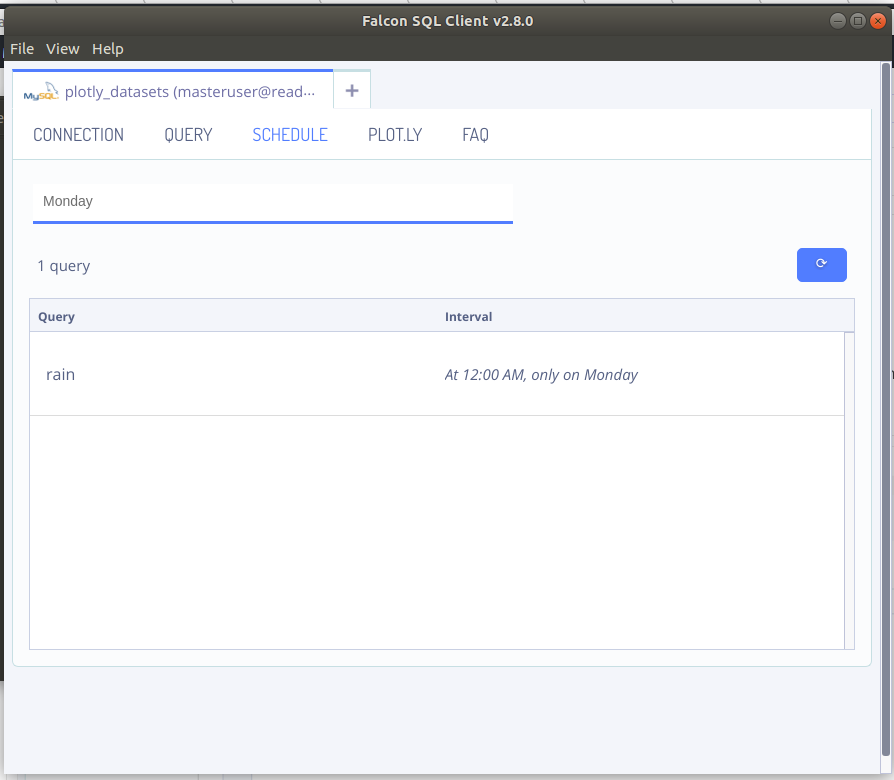 Falcon SQL Client v2.8.0
File View Help
MySQL plotly_datasets (masteruser@read... +
CONNECTION QUERY SCHEDULE PLOT.LY FAQ
Monday
1 query
Query Interval
rain At 12:00 AM, only on Monday